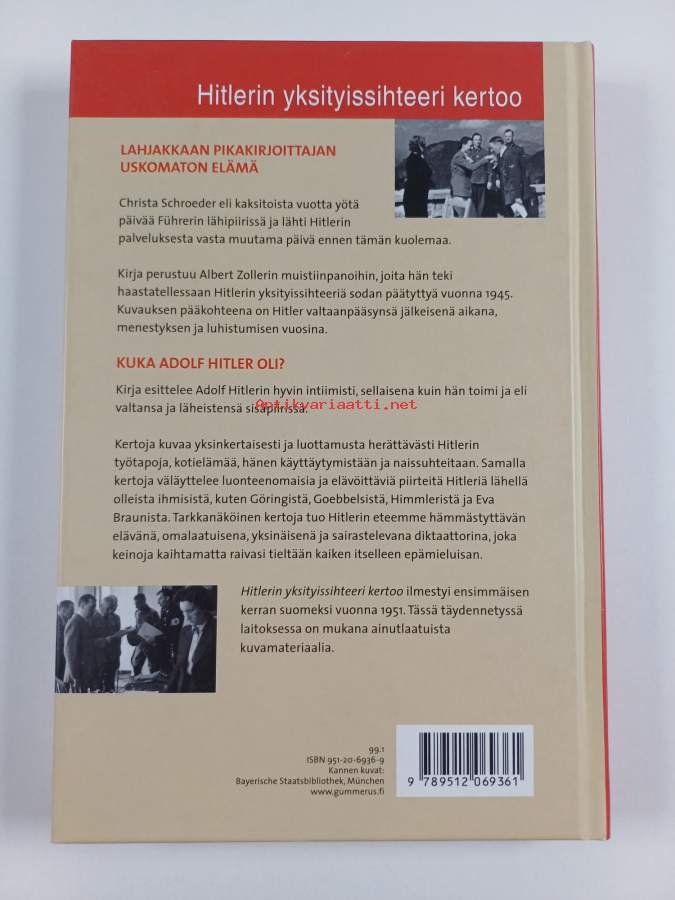 Hitlerin yksityissihteeri kertoo
LAHJAKKAAN PIKAKIRJOITTAJAN
USKOMATON ELÄMÄ
Christa Schroeder eli kaksitoista vuotta yötä
päivää Führerin lähipiirissä ja lähti Hitlerin
palveluksesta vasta muutama päivä ennen tämän kuolemaa.
Kirja perustuu Albert Zollerin muistiinpanoihin, joita hän teki
haastatellessaan Hitlerin yksityissihteeriä sodan päätyttyä vuonna 1945.
Kuvauksen pääkohteena on Hitler valtaanpääsynsä jälkeisenä aikana,
menestyksen ja luhistumisen vuosina.
KUKA ADOLF HITLER OLI?
Kirja esittelee Adolf Hitlerin hyvin intiimisti, sellaisena kuin hän toimi ja eli
valtansa ja läheistensä sisäpiirissä.
Antikvariaatti.net
Kertoja kuvaa yksinkertaisesti ja luottamusta herättävästi Hitlerin
työtapoja, kotielämää, hänen käyttäytymistään ja naissuhteitaan. Samalla
kertoja väläyttelee luonteenomaisia ja elävöittäviä piirteitä Hitleriä lähellä
olleista ihmisistä, kuten Göringistä, Goebbelsistä, Himmleristä ja Eva
Braunista. Tarkkanäköinen kertoja tuo Hitlerin eteemme hämmästyttävän
elävänä, omalaatuisena, yksinäisenä ja sairastelevana diktaattorina, joka
keinoja kaihtamatta raivasi tieltään kaiken itselleen epämieluisan.
Hitlerin yksityissihteeri kertoo ilmestyi ensimmäisen
kerran suomeksi vuonna 1951. Tässä täydennetyssä
laitoksessa on mukana ainutlaatuista
kuvamateriaalia.
99.1
ISBN 951-20-6936-9
Kannen kuvat:
Bayerische Staatsbibliothek, München
www.gummerus.fi
9 789512 069361